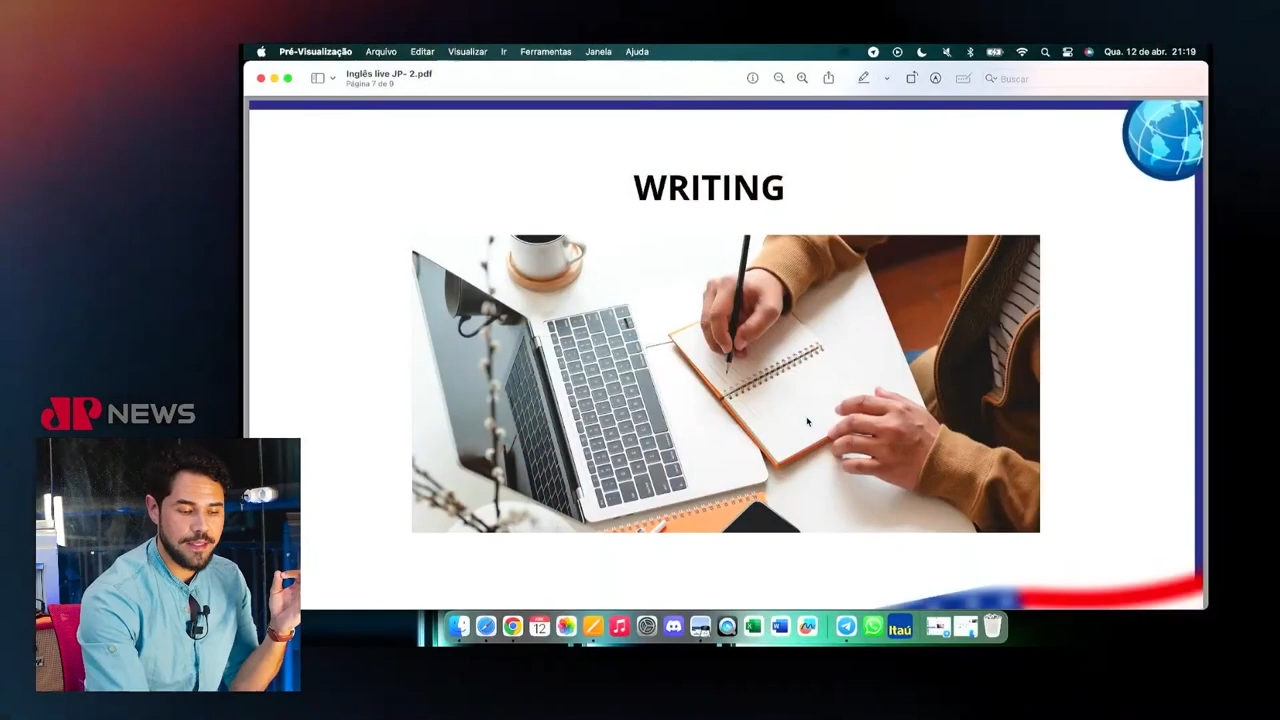 Pré-Visualização Arquivo Editar Visualizar Ir Ferramentas Janela Ajuda Qua. 12 de abr. 21:19
Inglês live JP- 2.pdf
Página 7 de 9
Buscar
WRITING
JP NEWS
12
Itaú